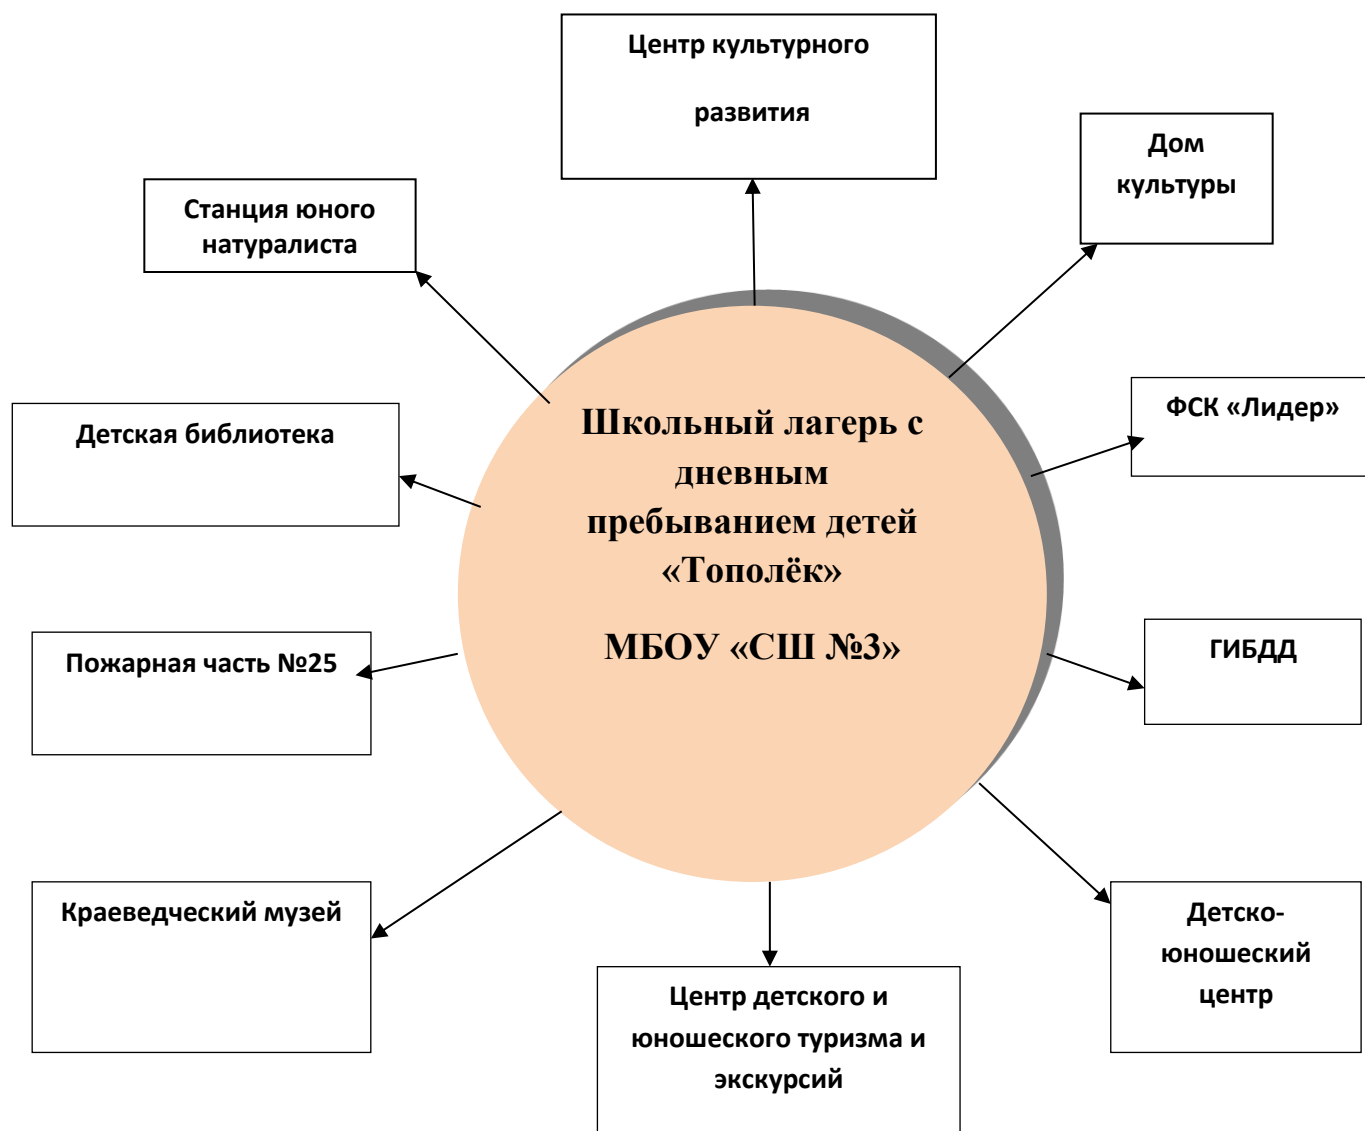 Центр культурного
развития
Дом
культуры
Станция юного
натуралиста
ФСК «Лидер»
Детская библиотека
Школьный лагерь с
дневным
пребыванием детей
«Тополёк»
МБОУ «СШ №3»
Пожарная часть №25
ГИБДД
Краеведческий музей
Детско-
юношеский
центр
Центр детского и
юношеского туризма и
экскурсий